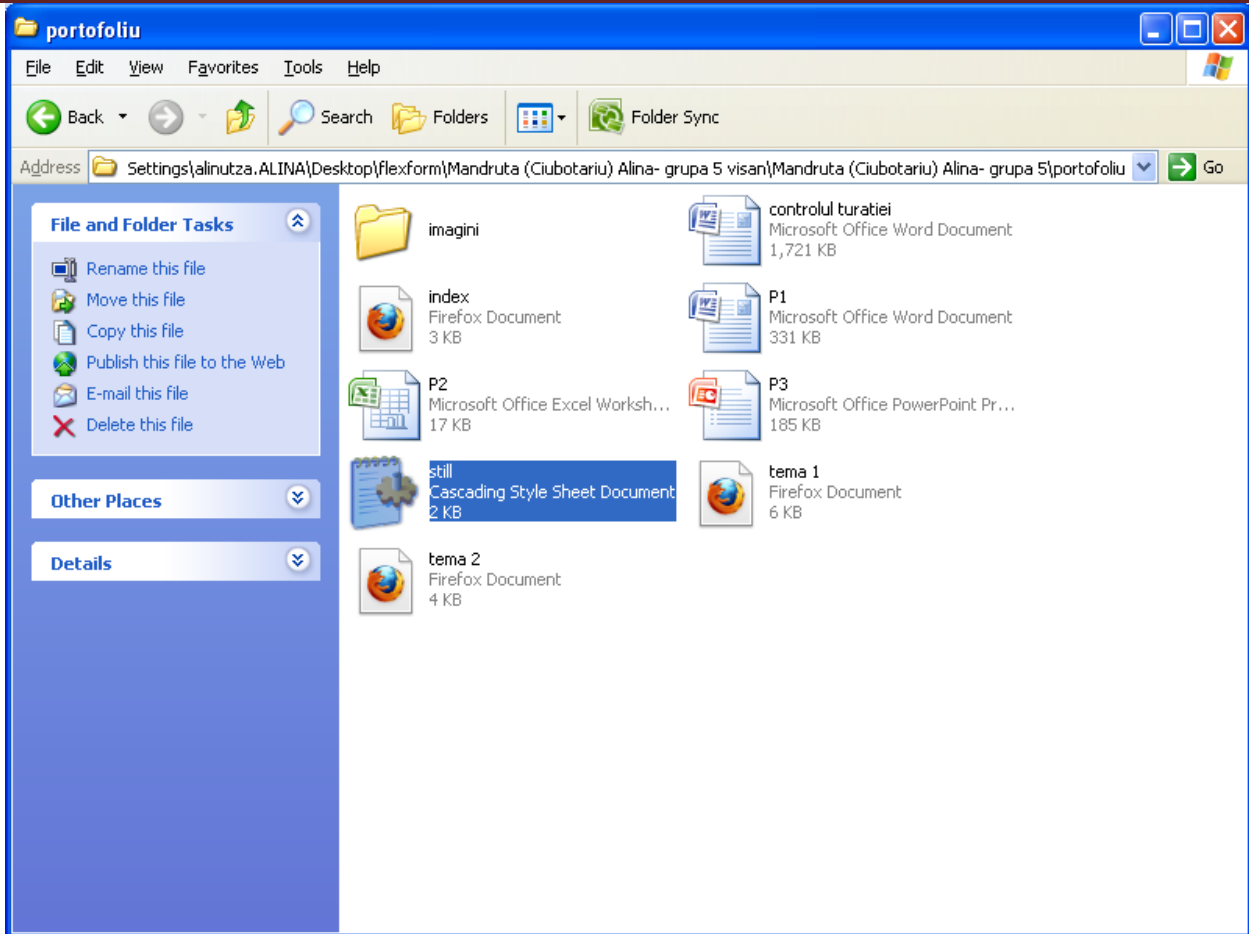 portofoliu
File Edit View Favorites Tools Help
Back Search Folders Folder Sync
Address Settings\alinutza.ALINA\Desktop\flexform\Mandruta (Ciubotariu) Alina- grupa 5 visan\Mandruta (Ciubotariu) Alina- grupa 5\portofoliu Go
File and Folder Tasks
Rename this file
Move this file
Copy this file
Publish this file to the Web
E-mail this file
Delete this file
Other Places
Details
imagini
controlul turatiei
Microsoft Office Word Document
1,721 KB
index
Firefox Document
3 KB
P1
Microsoft Office Word Document
331 KB
P2
Microsoft Office Excel Worksh...
17 KB
P3
Microsoft Office PowerPoint Pr...
185 KB
still
Cascading Style Sheet Document
2 KB
tema 1
Firefox Document
6 KB
tema 2
Firefox Document
4 KB